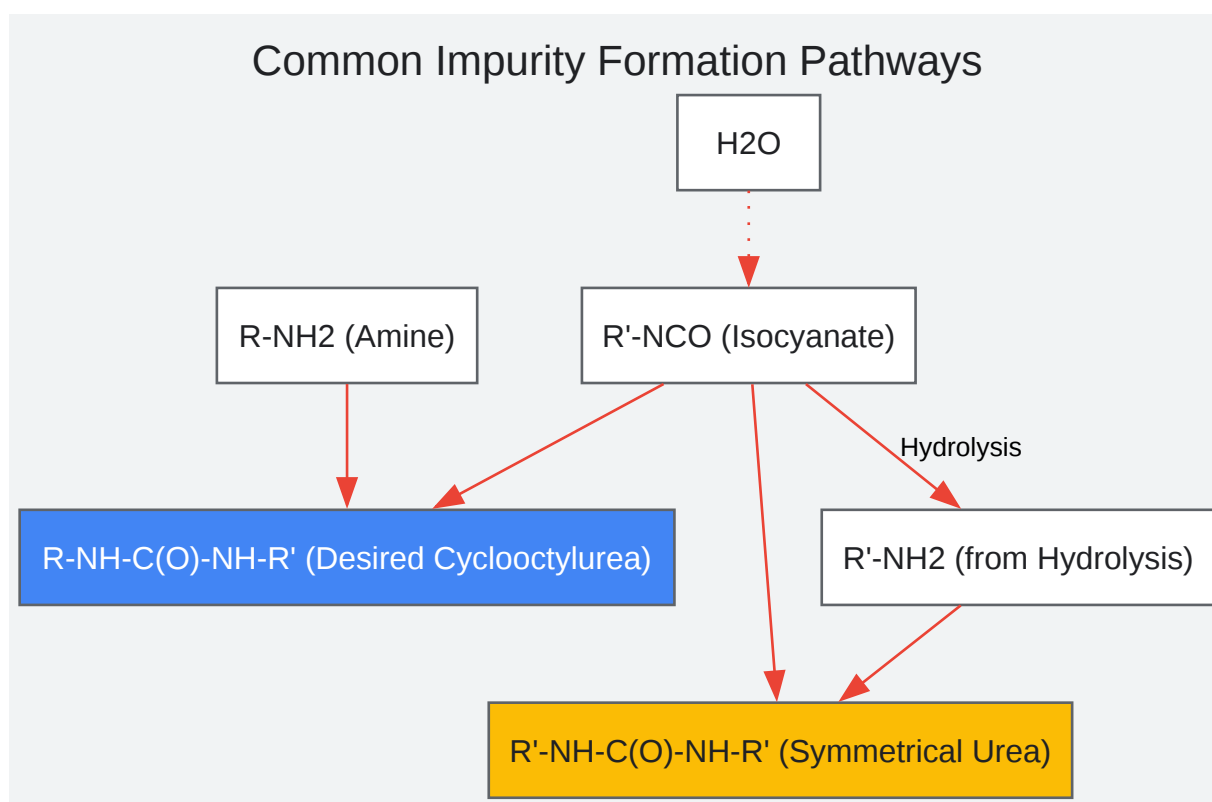 Common Impurity Formation Pathways
H2O
R-NH2 (Amine)
R'-NCO (Isocyanate)
Hydrolysis
R-NH-C(O)-NH-R' (Desired Cyclooctylurea)
R'-NH2 (from Hydrolysis)
R'-NH-C(O)-NH-R' (Symmetrical Urea)